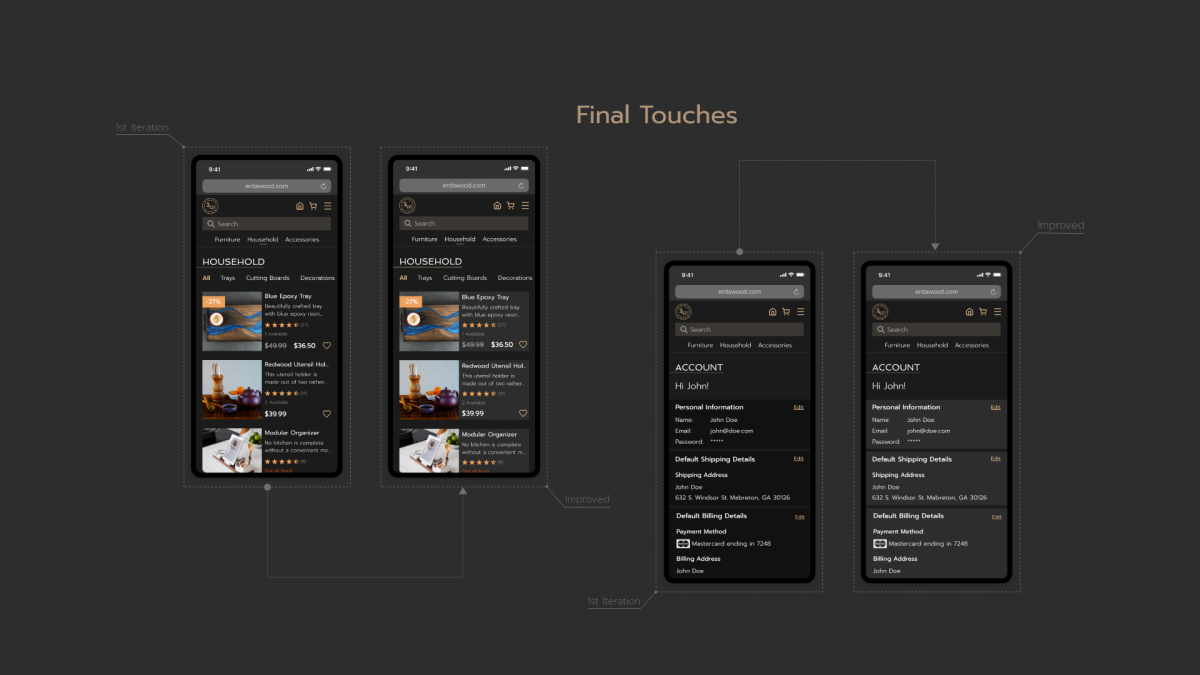 Final Touches
1st Iteration
9:41
erdawood.com
Search
Furniture Household Accessories
HOUSEHOLD
All Trays Cutting Boards Decorations
-27%
Blue Epoxy Tray
Beautifully crafted tray
with blue epoxy resin...
(27)
1 Available
$49.99 $36.50
Redwood Utensil Hol..
This utensil holder is
made out of two rather..
2 Available
$39.99
Modular Organizer
No kitchen is complete
without a convenient mo...
Out of Stock
9:41
erdawood.com
Search
Furniture Household Accessories
HOUSEHOLD
All Trays Cutting Boards Decorations
-27%
Blue Epoxy Tray
Beautifully crafted tray
with blue epoxy resin...
(27)
1 Available
$49.99 $36.50
Redwood Utensil Hol..
This utensil holder is
made out of two rather..
2 Available
$39.99
Modular Organizer
No kitchen is complete
without a convenient m...
Out of Stock
Improved
9:41
erdawood.com
Search
Furniture Household Accessories
ACCOUNT
Hi John!
Personal Information Edit
Name: John Doe
Email: john@doe.com
Password: *****
Default Shipping Details Edit
Shipping Address
John Doe
632 S. Windsor St. Mabreton, GA 30126
Default Billing Details Edit
Payment Method
Mastercard ending in 7248
Billing Address
John Doe
1st Iteration
Improved
9:41
erdawood.com
Search
Furniture Household Accessories
ACCOUNT
Hi John!
Personal Information Edit
Name: John Doe
Email: john@doe.com
Password: *****
Default Shipping Details Edit
Shipping Address
John Doe
632 S. Windsor St. Mabreton, GA 30126
Default Billing Details Edit
Payment Method
Mastercard ending in 7248
Billing Address
John Doe